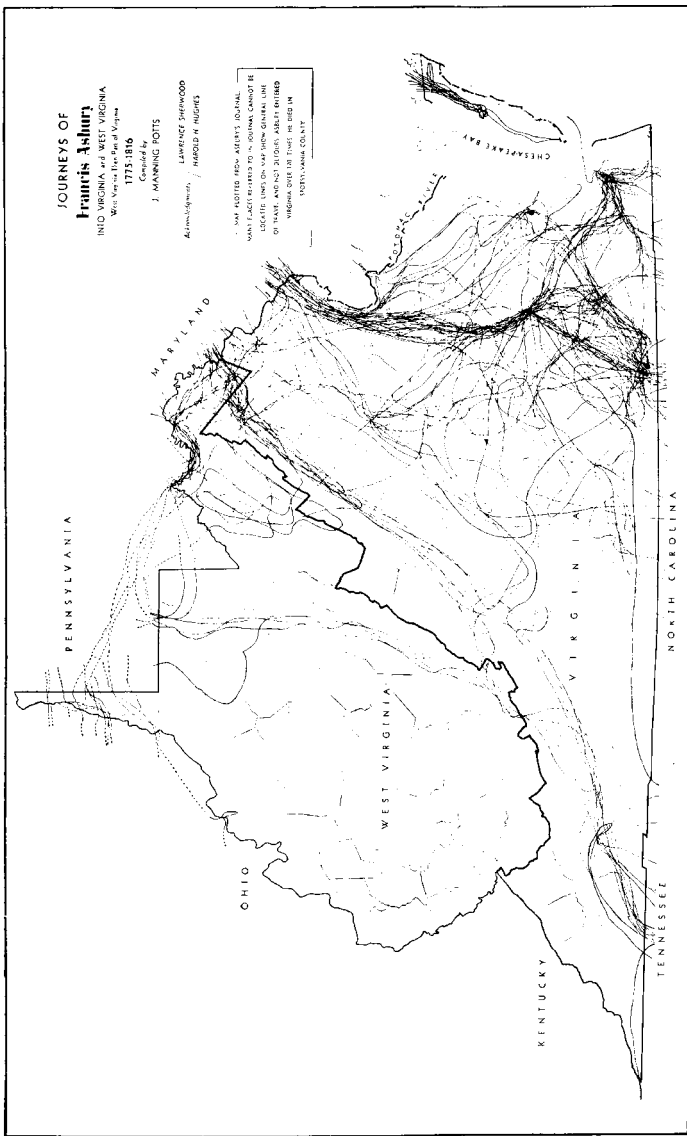 JOURNEYS OF
Francis Asbury
INTO VIRGINIA and WEST VIRGINIA
West Virginia Then Part of Virginia
1775-1816
Compiled by
J. MANNING POTTS
Acknowledgments / LAWRENCE SHERWOOD
HAROLD H HUGHES
MAP PLOTTED FROM ASBURY'S JOURNAL.
MANY PLACES REFERRED TO IN JOURNAL CANNOT BE
LOCATED LINES ON MAP SHOW GENERAL LINE
OF TRAVEL AND NOT ROUTES ASBURY ENTERED
VIRGINIA OVER TIMES HE DIED IN
SPOTSYLVANIA COUNTY
PENNSYLVANIA
MARYLAND
CHESAPEAKE BAY
POTOMAC RIVER
OHIO
WEST VIRGINIA
VIRGINIA
KENTUCKY
TENNESSEE
NORTH CAROLINA